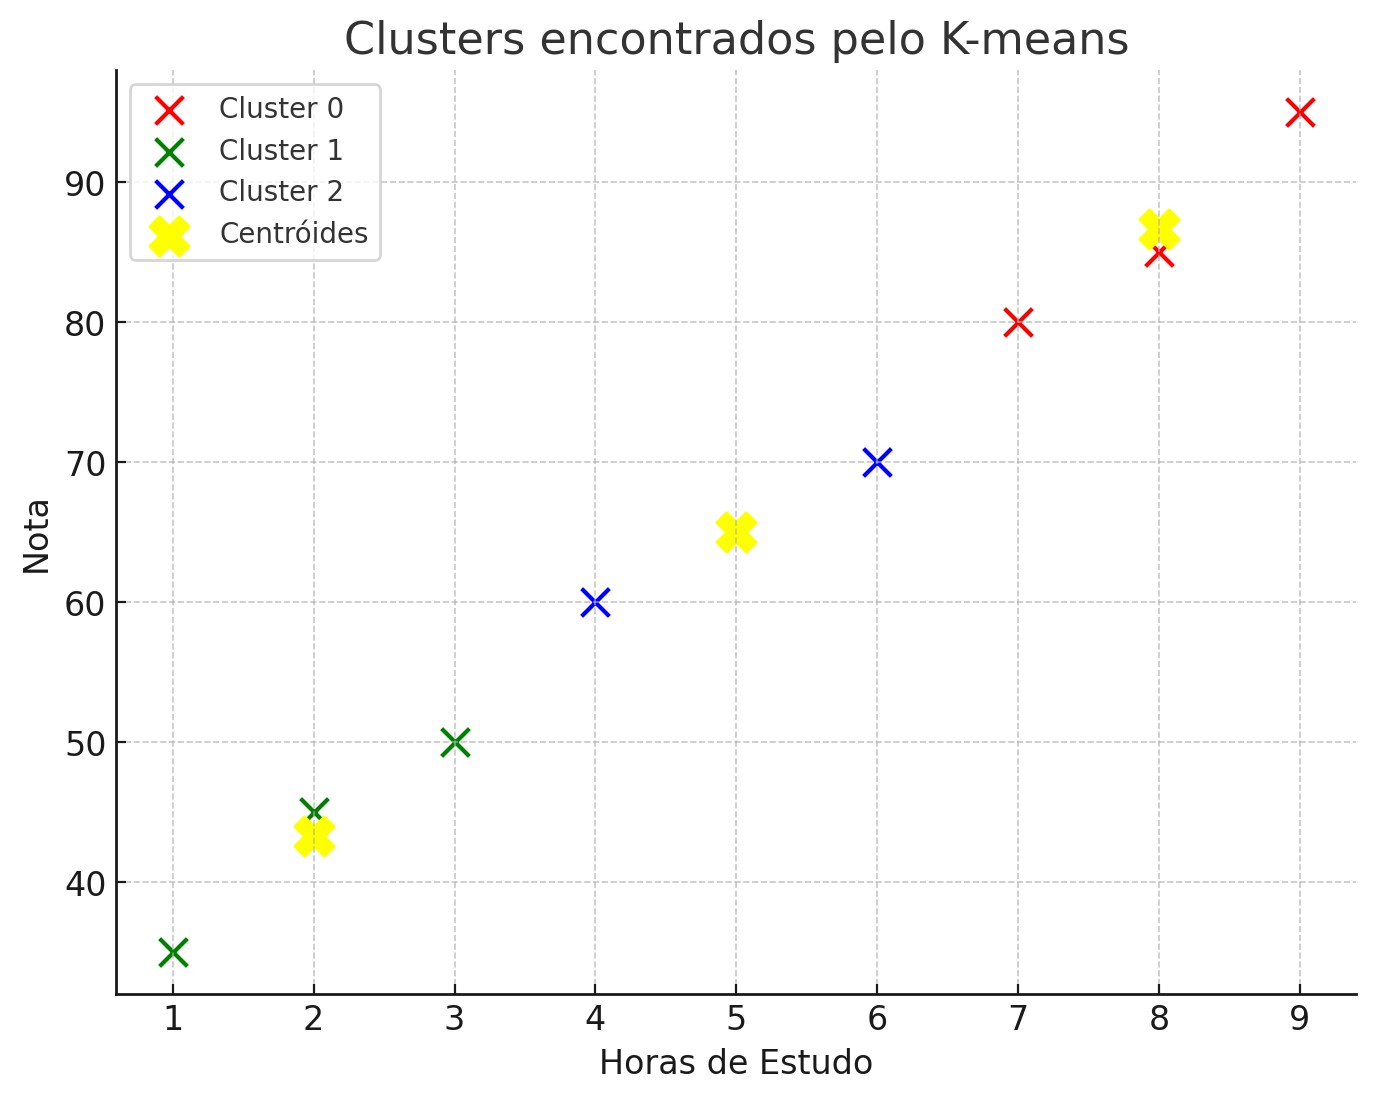 Clusters encontrados pelo K-means
Cluster 0
Cluster 1
Cluster 2
Centróides
90
80
70
60
50
40
Nota
1 2 3 4 5 6 7 8 9
Horas de Estudo